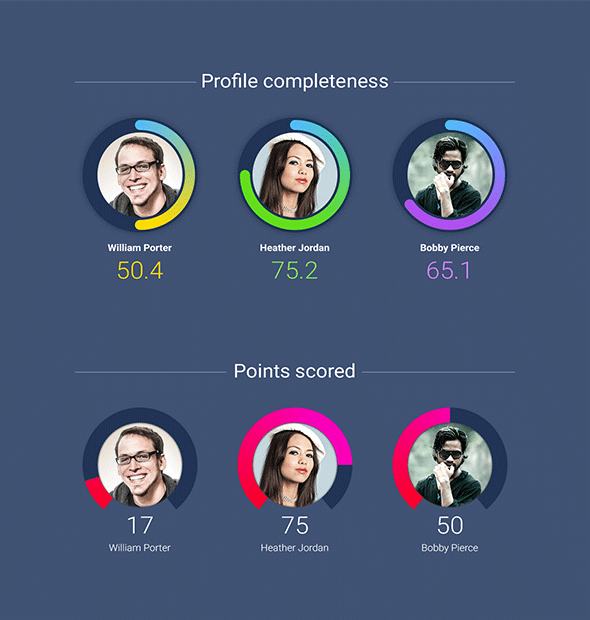 Profile completeness
William Porter
Heather Jordan
Bobby Pierce
50.4
75.2
65.1
Points scored
17
75
50
William Porter
Heather Jordan
Bobby Pierce